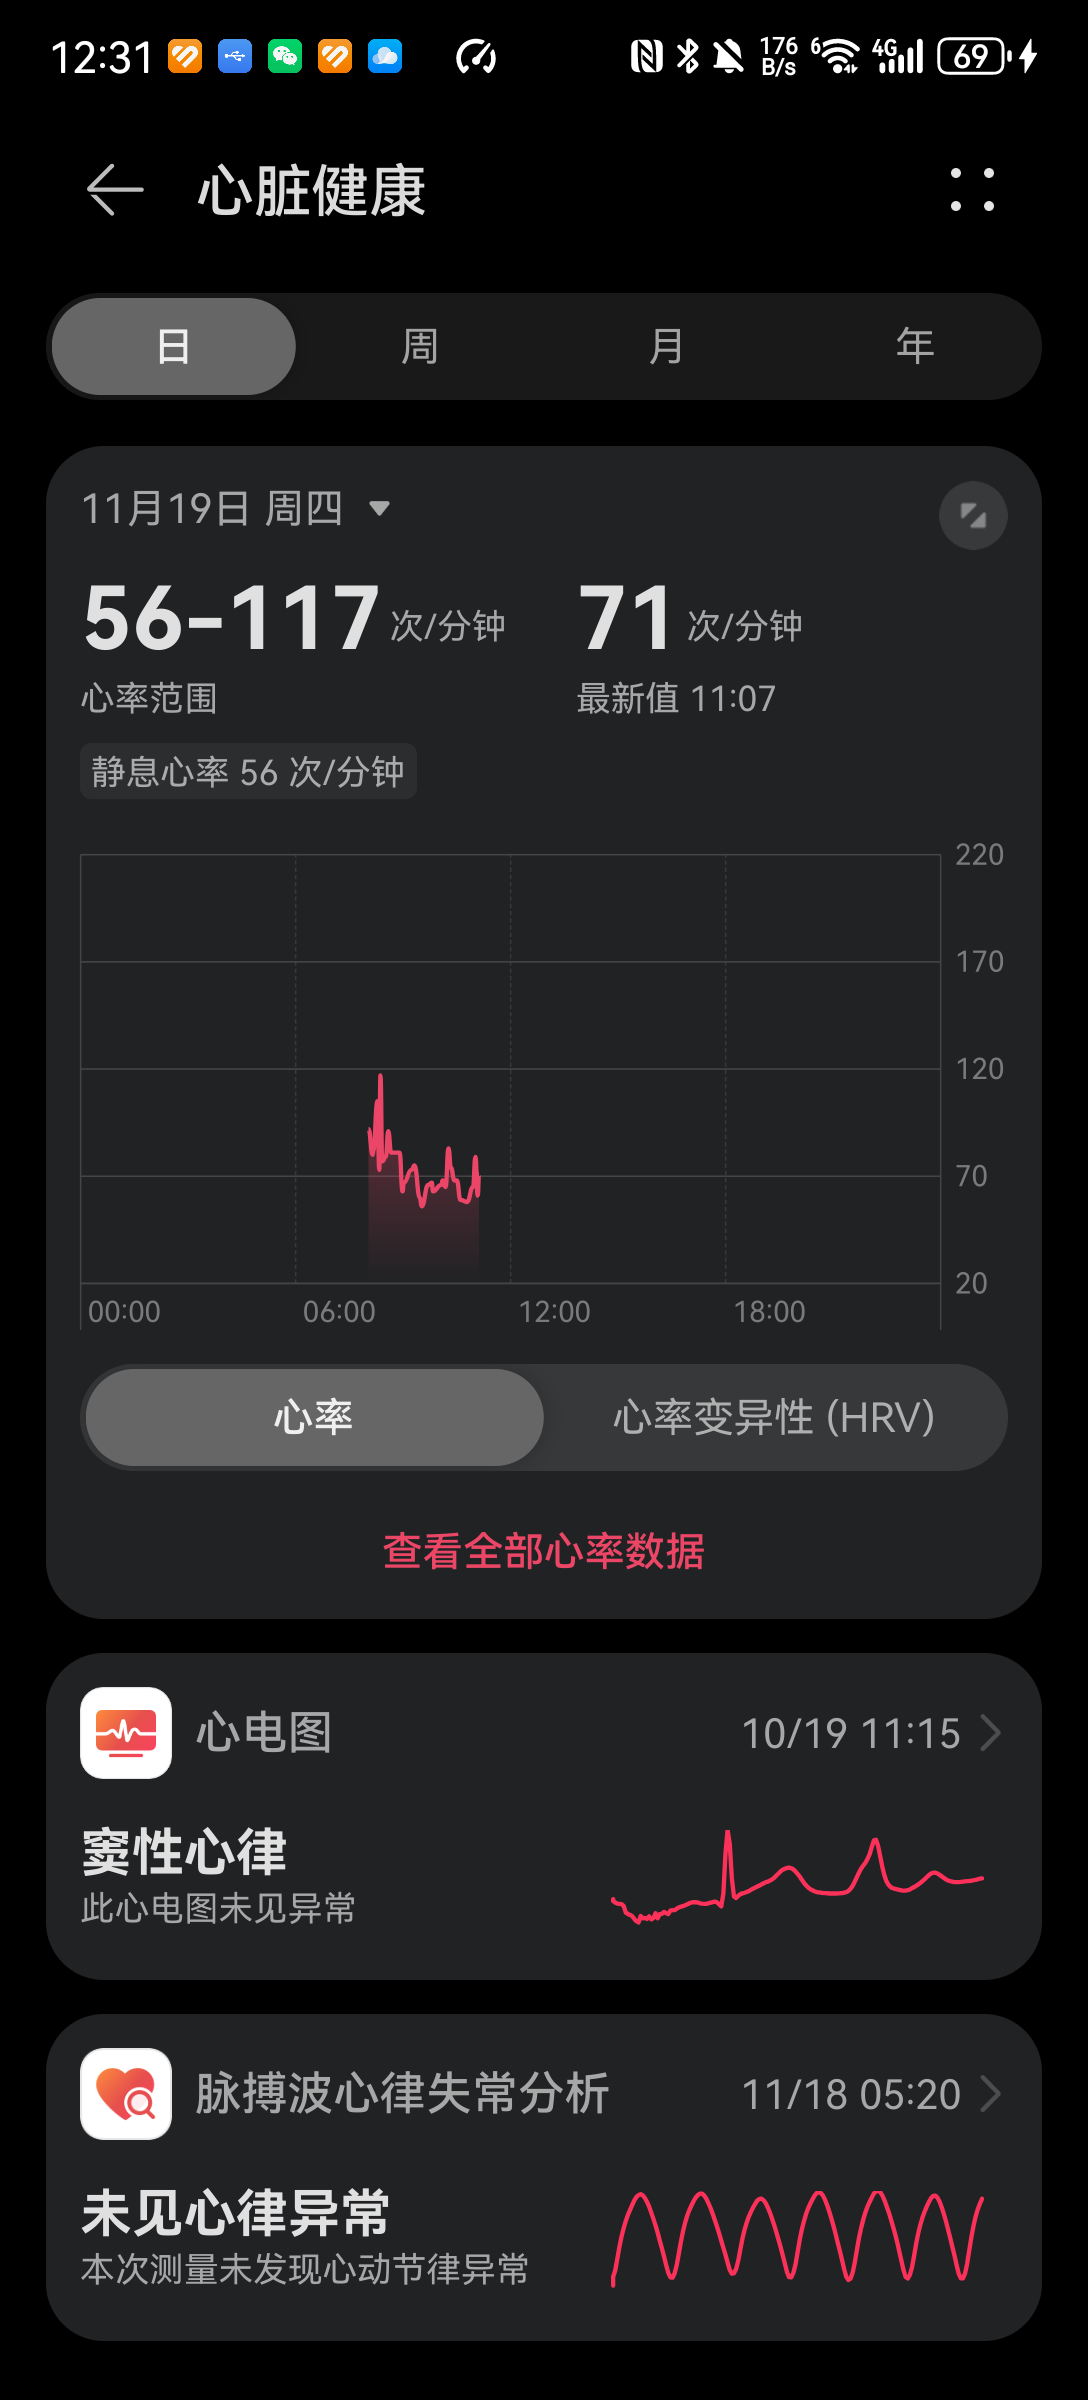 12:31
176 B/s
6
4G
69
心脏健康
日 周 月 年
11月19日 周四
56-117 次/分钟 71 次/分钟
心率范围 最新值 11:07
静息心率 56 次/分钟
220
170
120
70
20
00:00 06:00 12:00 18:00
心率 心率变异性 (HRV)
查看全部心率数据
心电图 10/19 11:15
窦性心律
此心电图未见异常
脉搏波心律失常分析 11/18 05:20
未见心律异常
本次测量未发现心动节律异常